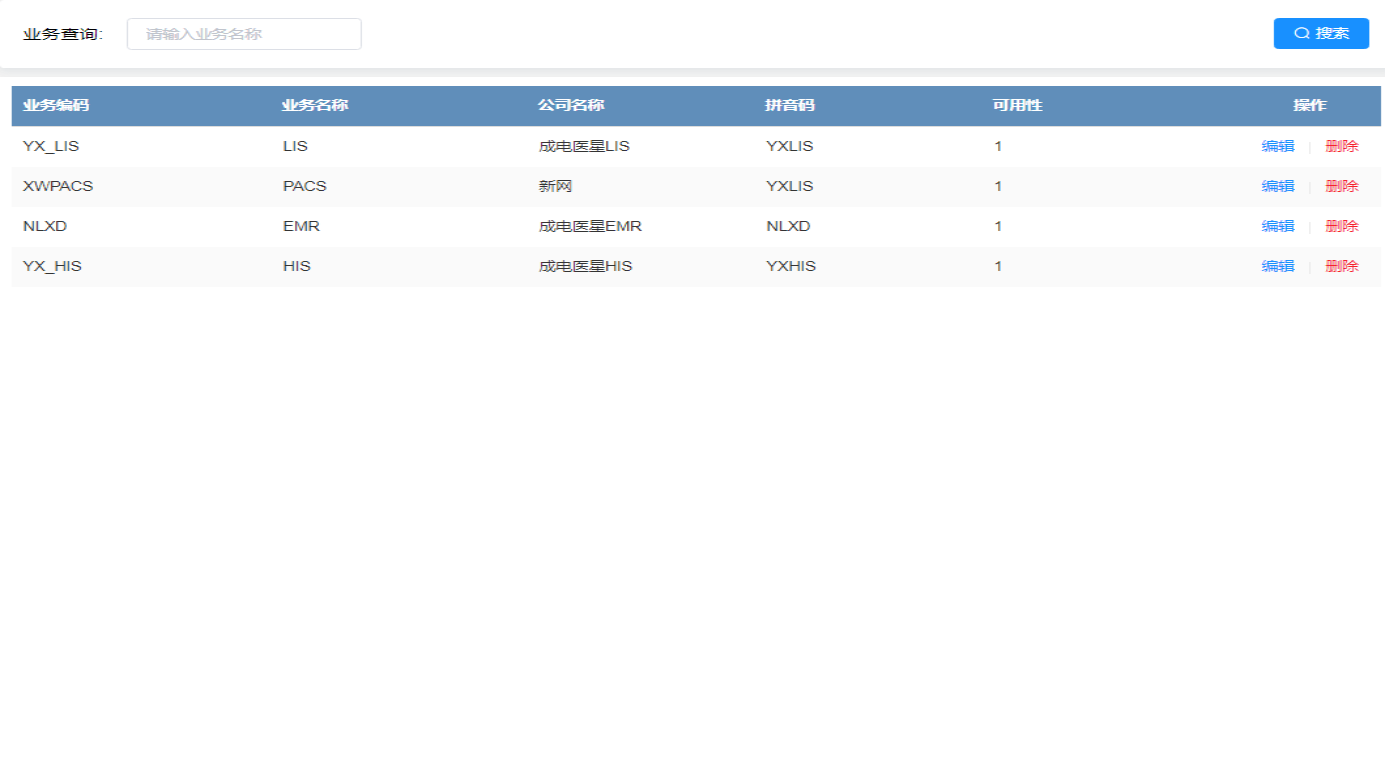 业务查询: 请输入业务名称 搜索
业务编码 业务名称 公司名称 拼音码 可用性 操作
YX_LIS LIS 成电医星LIS YXLIS 1 编辑 删除
XWPACS PACS 新网 YXLIS 1 编辑 删除
NLXD EMR 成电医星EMR NLXD 1 编辑 删除
YX_HIS HIS 成电医星HIS YXHIS 1 编辑 删除